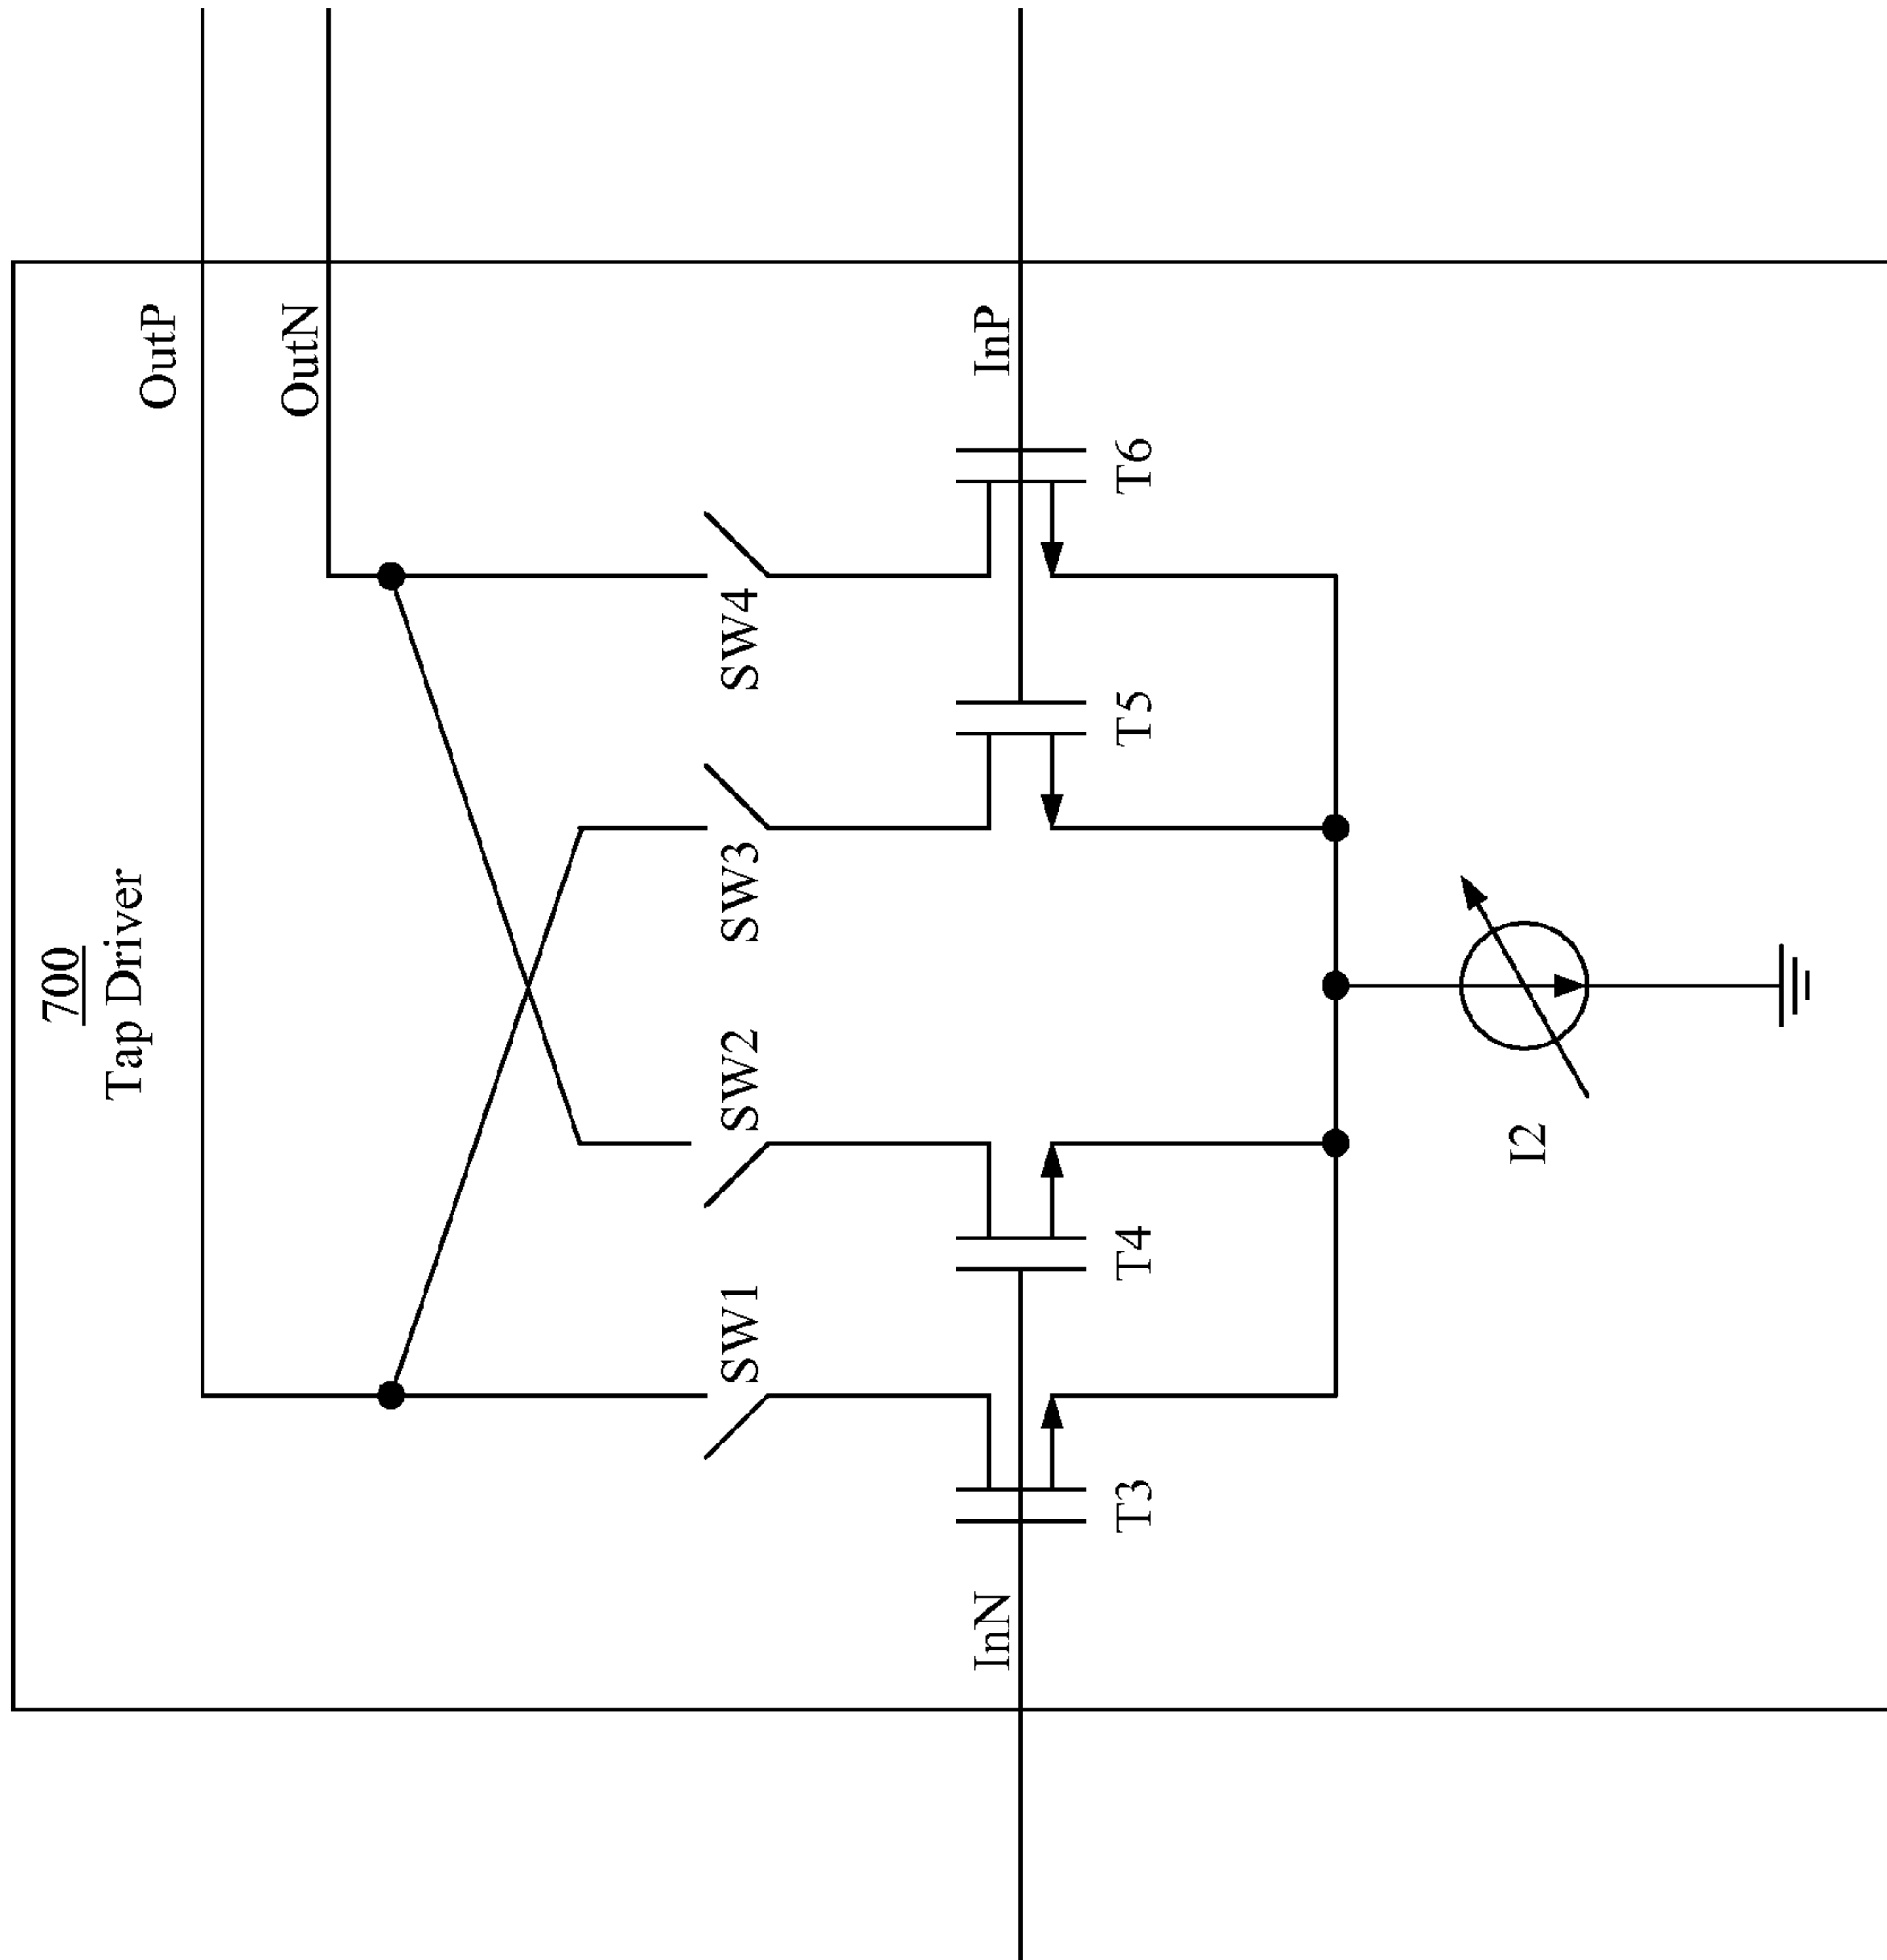 700
Tap Driver
OutP
OutN
SW1
SW2
SW3
SW4
InN
InP
T3
T4
T5
T6
I2